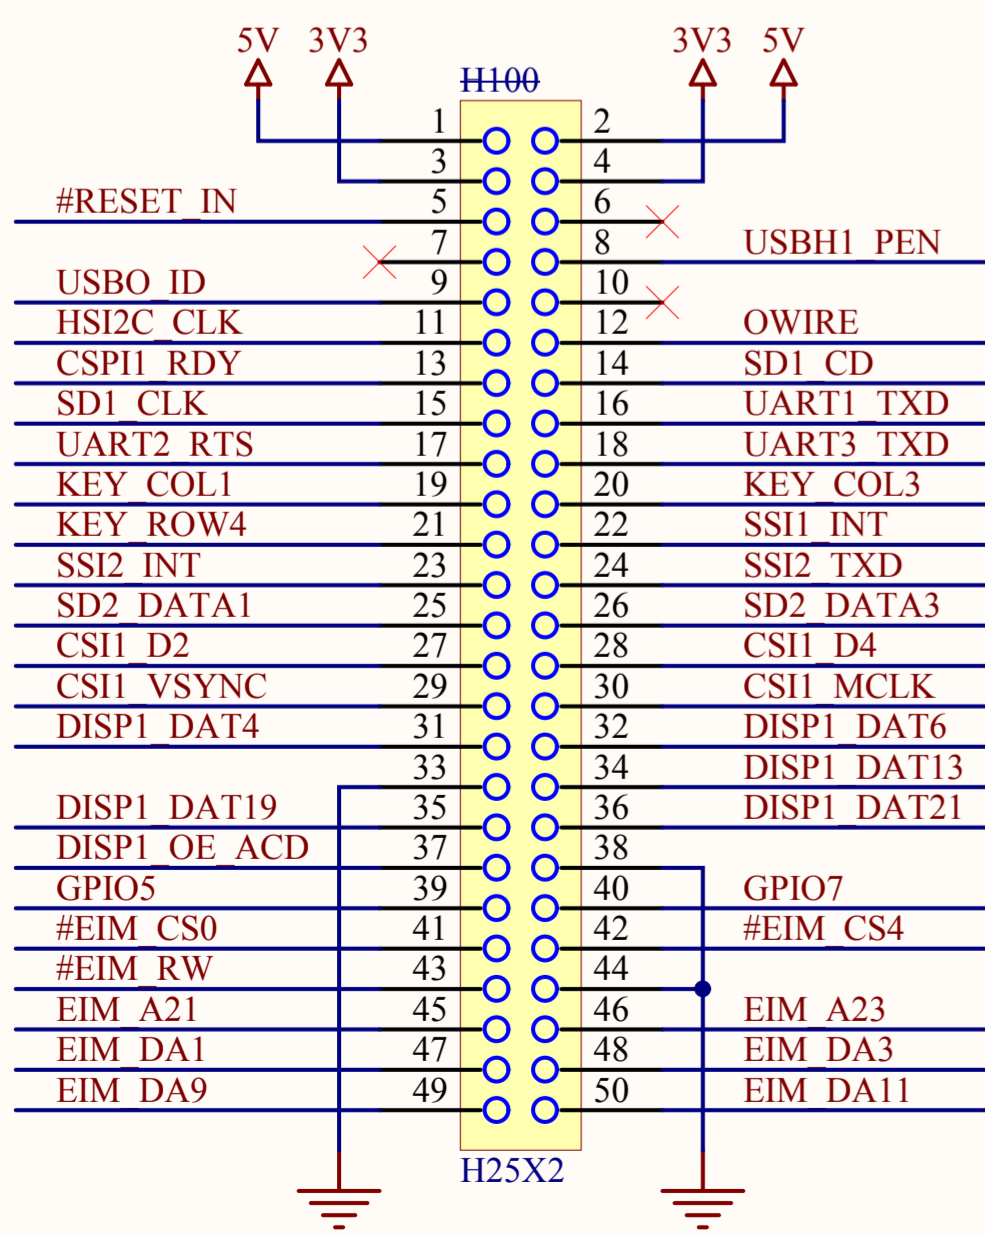 5V 3V3 3V3 5V
H100
1 2
3 4
#RESET_IN 5 6
7 8 USBH1_PEN
USBO_ID 9 10
HSI2C_CLK 11 12 OWIRE
CSPI1_RDY 13 14 SD1_CD
SD1_CLK 15 16 UART1_TXD
UART2_RTS 17 18 UART3_TXD
KEY_COL1 19 20 KEY_COL3
KEY_ROW4 21 22 SSI1_INT
SSI2_INT 23 24 SSI2_TXD
SD2_DATA1 25 26 SD2_DATA3
CSI1_D2 27 28 CSI1_D4
CSI1_VSYNC 29 30 CSI1_MCLK
DISP1_DAT4 31 32 DISP1_DAT6
33 34 DISP1_DAT13
DISP1_DAT19 35 36 DISP1_DAT21
DISP1_OE_ACD 37 38
GPIO5 39 40 GPIO7
#EIM_CS0 41 42 #EIM_CS4
#EIM_RW 43 44
EIM_A21 45 46 EIM_A23
EIM_DA1 47 48 EIM_DA3
EIM_DA9 49 50 EIM_DA11
H25X2